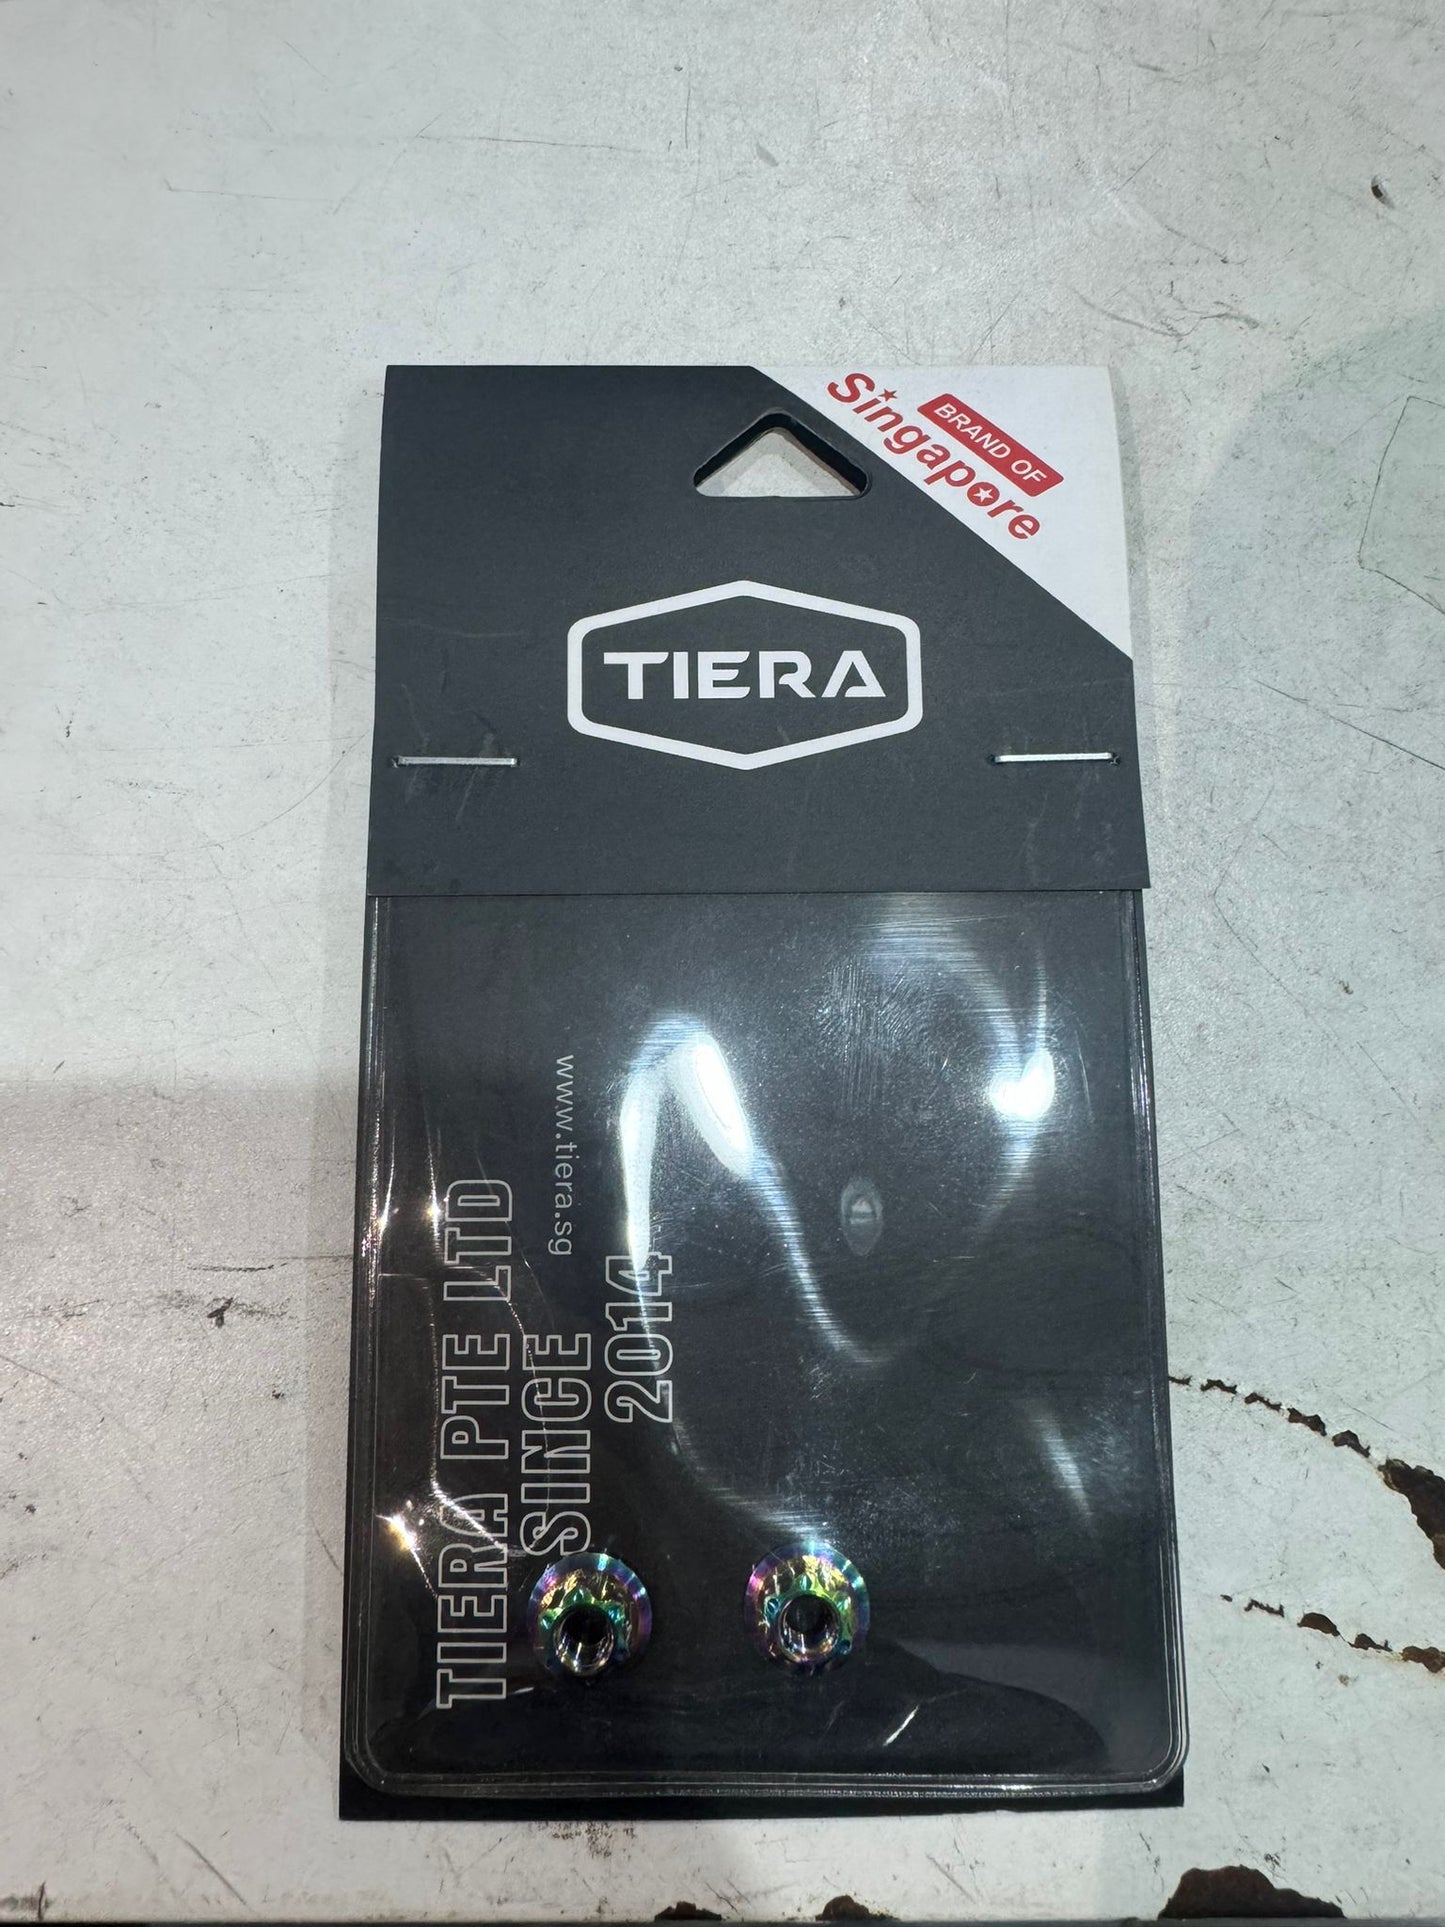 BRAND OF
Singapore
TIERA
www.tiera.sg
TIERA PTE LTD
SINCE
2014